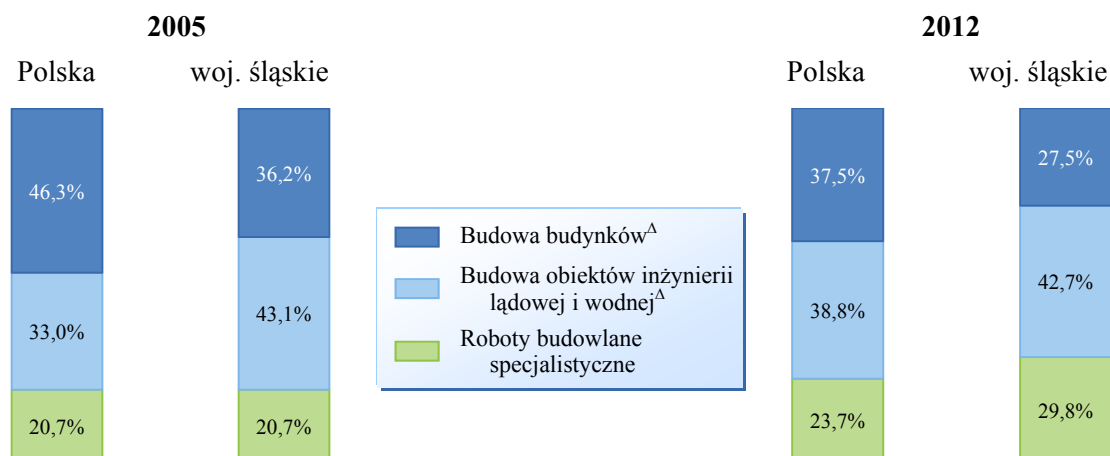 2005
2012
Polska
woj. śląskie
Polska
woj. śląskie
46,3%
36,2%
37,5%
27,5%
33,0%
43,1%
38,8%
42,7%
20,7%
20,7%
23,7%
29,8%
Budowa budynkówᐞ
Budowa obiektów inżynierii
lądowej i wodnejᐞ
Roboty budowlane
specjalistyczne